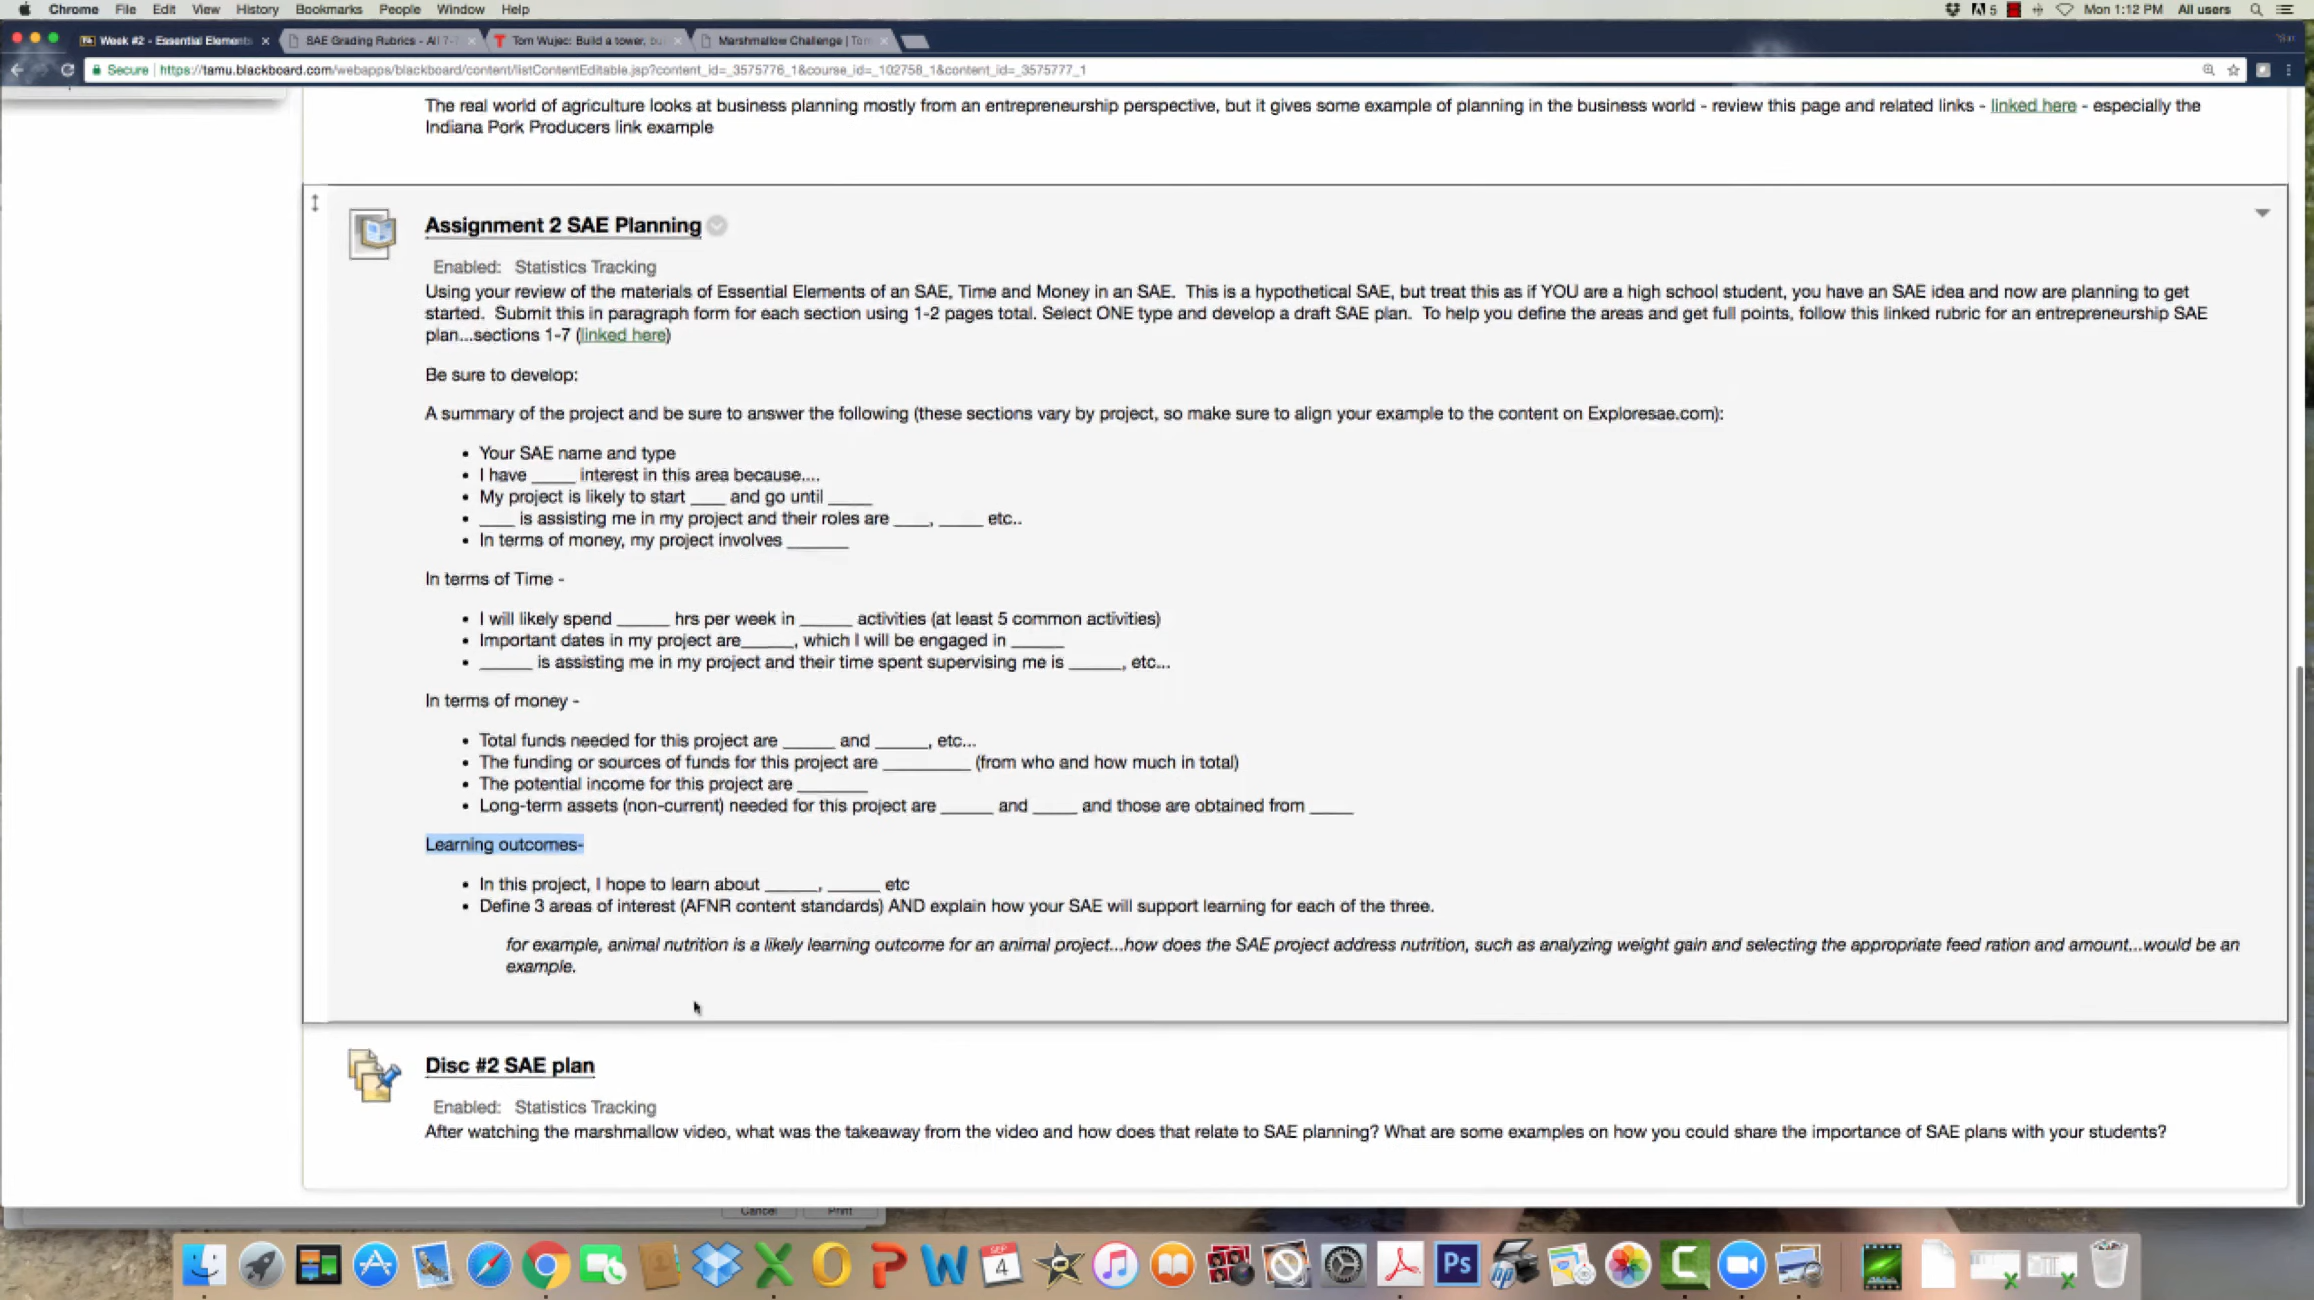 Chrome File Edit View History Bookmarks People Window Help
5 Mon 1:12 PM All users
Week #2 - Essential Elements
SAE Grading Rubrics - All 7-
Tom Wujec: Build a tower, bu
Marshmallow Challenge | Tom
Secure https://tamu.blackboard.com/webapps/blackboard/content/listContentEditable.jsp?content_id=_3575776_1&course_id=_102758_1&content_id=_3575777_1
The real world of agriculture looks at business planning mostly from an entrepreneurship perspective, but it gives some example of planning in the business world - review this page and related links - linked here - especially the
Indiana Pork Producers link example
Assignment 2 SAE Planning
Enabled: Statistics Tracking
Using your review of the materials of Essential Elements of an SAE, Time and Money in an SAE. This is a hypothetical SAE, but treat this as if YOU are a high school student, you have an SAE idea and now are planning to get
started. Submit this in paragraph form for each section using 1-2 pages total. Select ONE type and develop a draft SAE plan. To help you define the areas and get full points, follow this linked rubric for an entrepreneurship SAE
plan...sections 1-7 (linked here)
Be sure to develop:
A summary of the project and be sure to answer the following (these sections vary by project, so make sure to align your example to the content on Exploresae.com):
• Your SAE name and type
• I have _____ interest in this area because....
• My project is likely to start ____ and go until _____
• ____ is assisting me in my project and their roles are ____, _____ etc..
• In terms of money, my project involves _______
In terms of Time -
• I will likely spend ______ hrs per week in ______ activities (at least 5 common activities)
• Important dates in my project are______, which I will be engaged in ______
• ______ is assisting me in my project and their time spent supervising me is ______, etc...
In terms of money -
• Total funds needed for this project are ______ and ______, etc...
• The funding or sources of funds for this project are __________ (from who and how much in total)
• The potential income for this project are ________
• Long-term assets (non-current) needed for this project are ______ and _____ and those are obtained from _____
Learning outcomes-
• In this project, I hope to learn about ______, ______ etc
• Define 3 areas of interest (AFNR content standards) AND explain how your SAE will support learning for each of the three.
for example, animal nutrition is a likely learning outcome for an animal project...how does the SAE project address nutrition, such as analyzing weight gain and selecting the appropriate feed ration and amount...would be an
example.
Disc #2 SAE plan
Enabled: Statistics Tracking
After watching the marshmallow video, what was the takeaway from the video and how does that relate to SAE planning? What are some examples on how you could share the importance of SAE plans with your students?
Cancel Print
SEP
4
Ps
hp